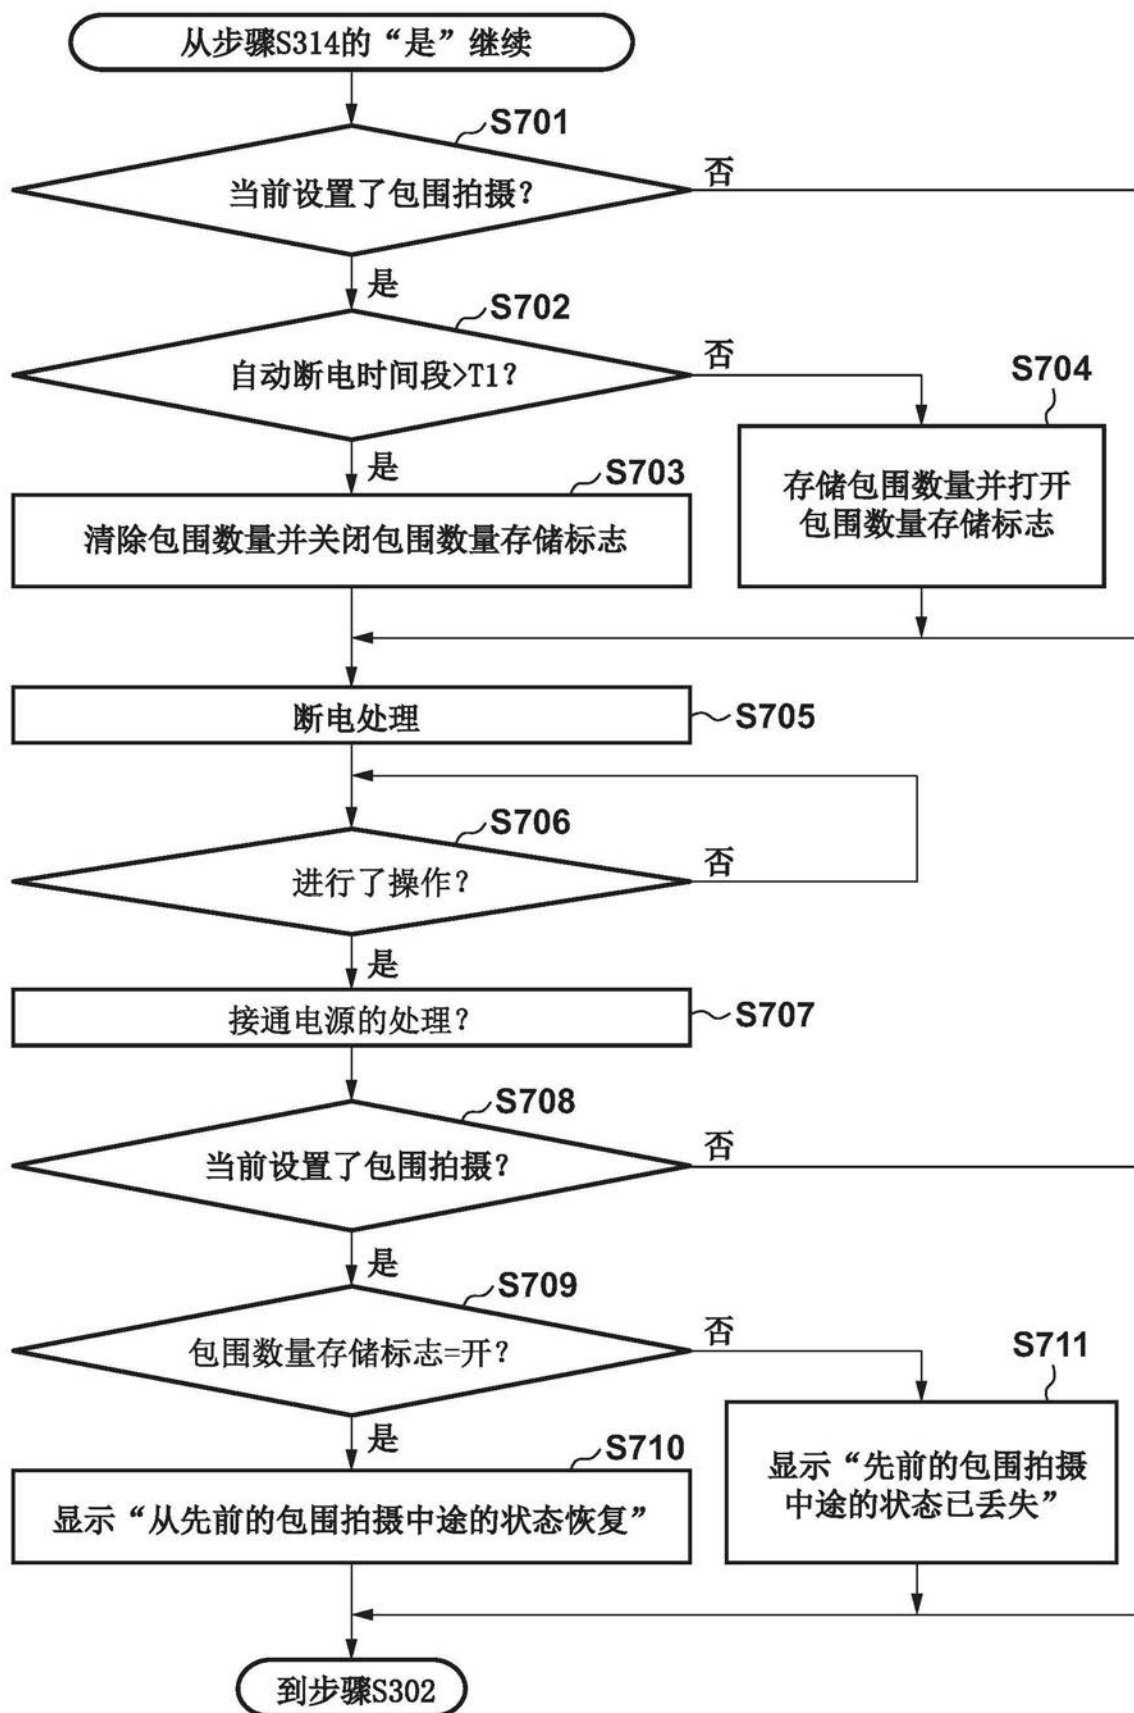 从步骤S314的“是”继续
S701
当前设置了包围拍摄?
否
是
S702
自动断电时间段>T1?
否
S704
存储包围数量并打开
包围数量存储标志
是
S703
清除包围数量并关闭包围数量存储标志
断电处理
S705
S706
进行了操作?
否
是
接通电源的处理?
S707
S708
当前设置了包围拍摄?
否
是
S709
包围数量存储标志=开?
否
S711
显示“先前的包围拍摄
中途的状态已丢失”
是
S710
显示“从先前的包围拍摄中途的状态恢复”
到步骤S302